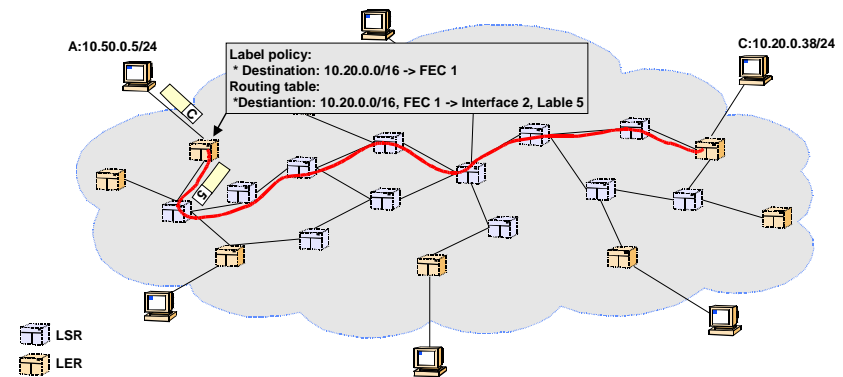 A:10.50.0.5/24
C:10.20.0.38/24
Label policy:
* Destination: 10.20.0.0/16 -> FEC 1
Routing table:
*Destiantion: 10.20.0.0/16, FEC 1 -> Interface 2, Lable 5
C
5
LSR
LER